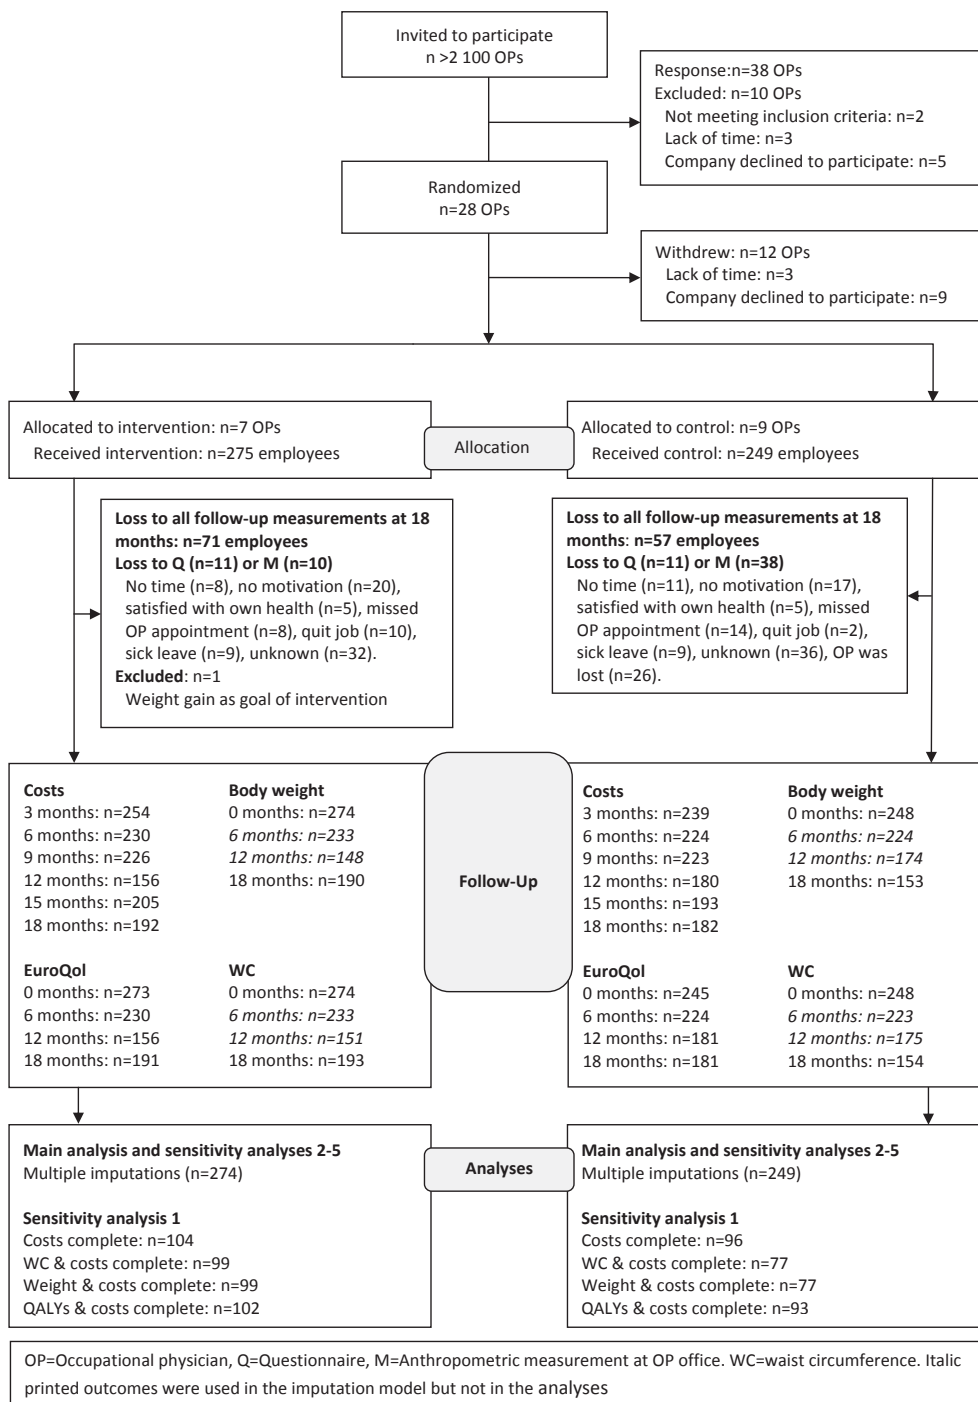 Invited to participate
n >2 100 OPs
Response:n=38 OPs
Excluded: n=10 OPs
Not meeting inclusion criteria: n=2
Lack of time: n=3
Company declined to participate: n=5
Randomized
n=28 OPs
Withdrew: n=12 OPs
Lack of time: n=3
Company declined to participate: n=9
Allocated to intervention: n=7 OPs
Received intervention: n=275 employees
Allocation
Allocated to control: n=9 OPs
Received control: n=249 employees
Loss to all follow-up measurements at 18
months: n=71 employees
Loss to Q (n=11) or M (n=10)
No time (n=8), no motivation (n=20),
satisfied with own health (n=5), missed
OP appointment (n=8), quit job (n=10),
sick leave (n=9), unknown (n=32).
Excluded: n=1
Weight gain as goal of intervention
Loss to all follow-up measurements at 18
months: n=57 employees
Loss to Q (n=11) or M (n=38)
No time (n=11), no motivation (n=17),
satisfied with own health (n=5), missed
OP appointment (n=14), quit job (n=2),
sick leave (n=9), unknown (n=36), OP was
lost (n=26).
Costs
3 months: n=254
6 months: n=230
9 months: n=226
12 months: n=156
15 months: n=205
18 months: n=192
Body weight
0 months: n=274
6 months: n=233
12 months: n=148
18 months: n=190
EuroQol
0 months: n=273
6 months: n=230
12 months: n=156
18 months: n=191
WC
0 months: n=274
6 months: n=233
12 months: n=151
18 months: n=193
Follow-Up
Costs
3 months: n=239
6 months: n=224
9 months: n=223
12 months: n=180
15 months: n=193
18 months: n=182
Body weight
0 months: n=248
6 months: n=224
12 months: n=174
18 months: n=153
EuroQol
0 months: n=245
6 months: n=224
12 months: n=181
18 months: n=181
WC
0 months: n=248
6 months: n=223
12 months: n=175
18 months: n=154
Main analysis and sensitivity analyses 2-5
Multiple imputations (n=274)
Sensitivity analysis 1
Costs complete: n=104
WC & costs complete: n=99
Weight & costs complete: n=99
QALYs & costs complete: n=102
Analyses
Main analysis and sensitivity analyses 2-5
Multiple imputations (n=249)
Sensitivity analysis 1
Costs complete: n=96
WC & costs complete: n=77
Weight & costs complete: n=77
QALYs & costs complete: n=93
OP=Occupational physician, Q=Questionnaire, M=Anthropometric measurement at OP office. WC=waist circumference. Italic
printed outcomes were used in the imputation model but not in the analyses